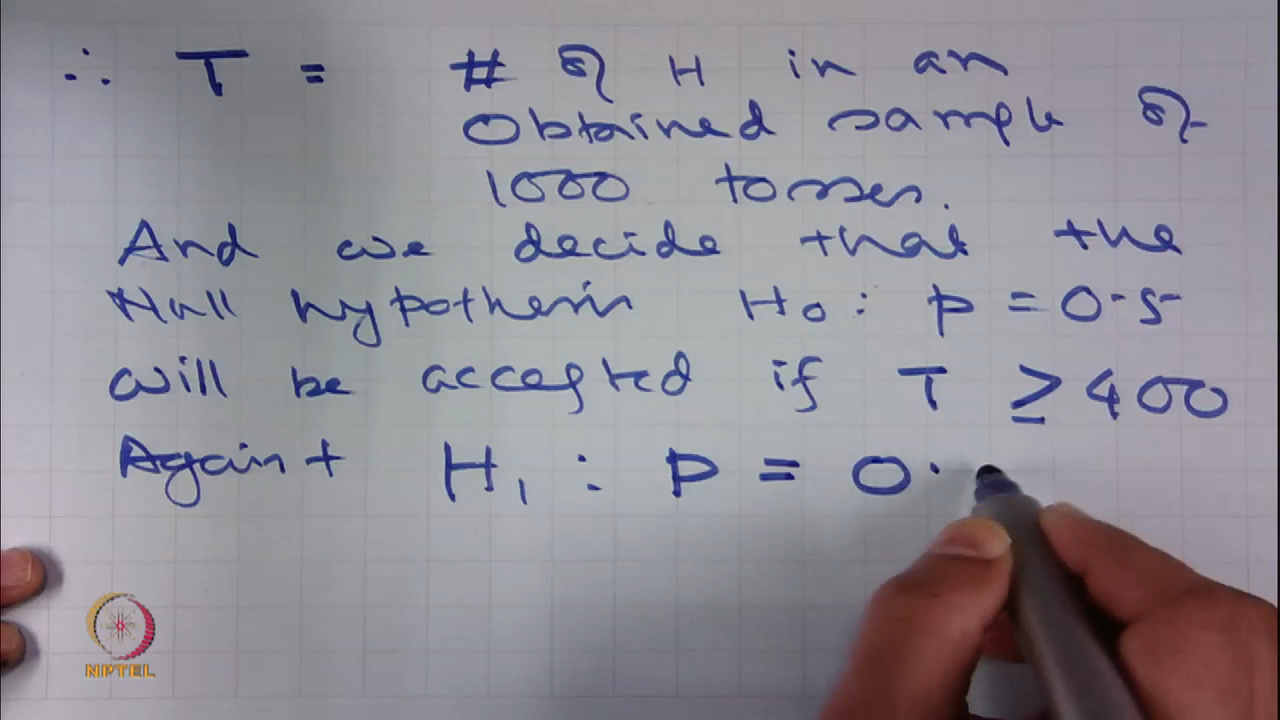 ∴ T = # of H in an
Obtained sample of
1000 tosses.
And we decide that the
Null hypothesis H₀ : p = 0.5
will be accepted if T ≥ 400
Against H₁ : p = 0.
NPTEL